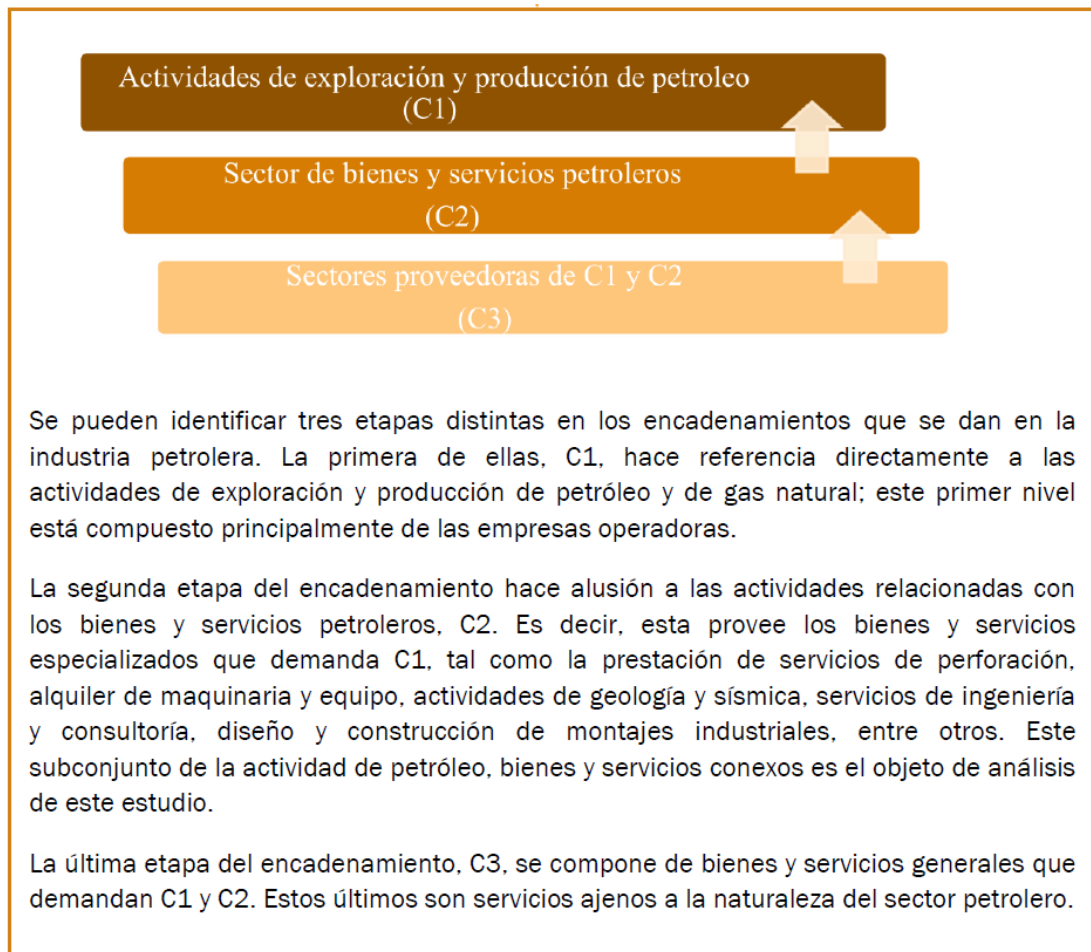 Actividades de exploración y producción de petroleo
(C1)
Sector de bienes y servicios petroleros
(C2)
Sectores proveedoras de C1 y C2
(C3)
Se pueden identificar tres etapas distintas en los encadenamientos que se dan en la
industria petrolera. La primera de ellas, C1, hace referencia directamente a las
actividades de exploración y producción de petróleo y de gas natural; este primer nivel
está compuesto principalmente de las empresas operadoras.
La segunda etapa del encadenamiento hace alusión a las actividades relacionadas con
los bienes y servicios petroleros, C2. Es decir, esta provee los bienes y servicios
especializados que demanda C1, tal como la prestación de servicios de perforación,
alquiler de maquinaria y equipo, actividades de geología y sísmica, servicios de ingeniería
y consultoría, diseño y construcción de montajes industriales, entre otros. Este
subconjunto de la actividad de petróleo, bienes y servicios conexos es el objeto de análisis
de este estudio.
La última etapa del encadenamiento, C3, se compone de bienes y servicios generales que
demandan C1 y C2. Estos últimos son servicios ajenos a la naturaleza del sector petrolero.